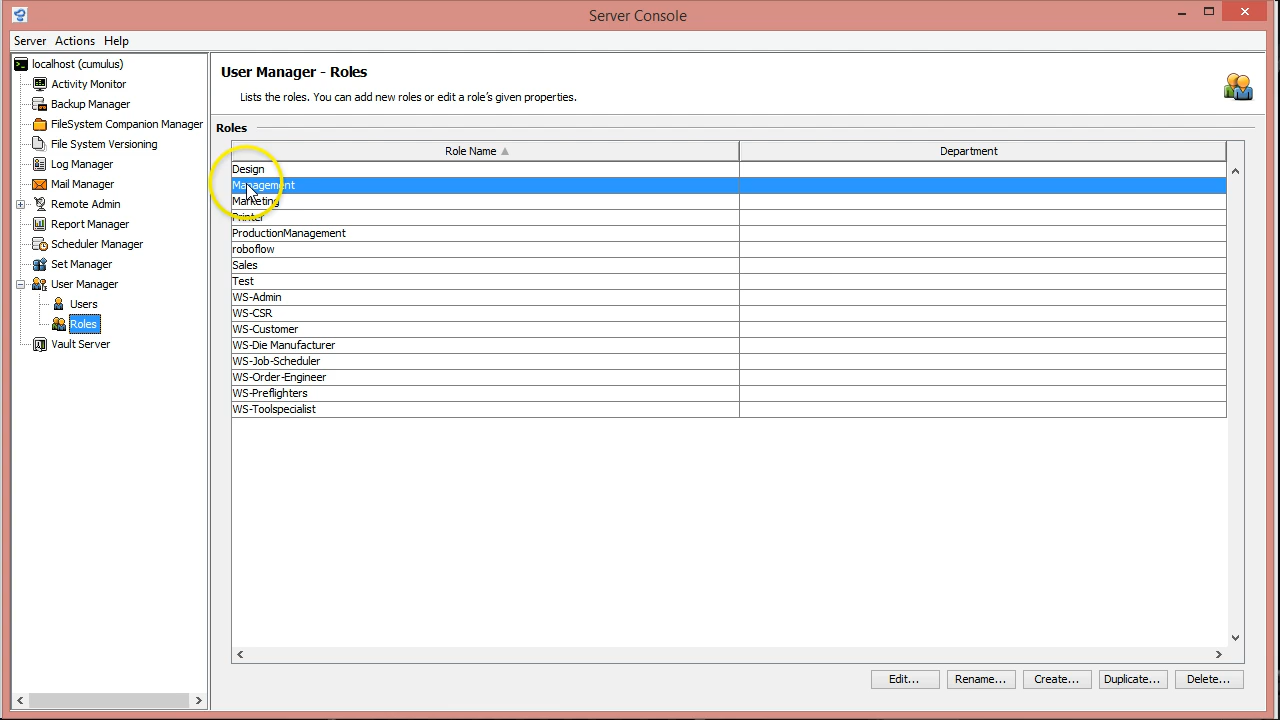 Server Console
Server Actions Help
localhost (cumulus)
Activity Monitor
Backup Manager
FileSystem Companion Manager
File System Versioning
Log Manager
Mail Manager
Remote Admin
Report Manager
Scheduler Manager
Set Manager
User Manager
Users
Roles
Vault Server
User Manager - Roles
Lists the roles. You can add new roles or edit a role's given properties.
Roles
Role Name Department
Design
Management
Marketing
Printer
ProductionManagement
roboflow
Sales
Test
WS-Admin
WS-CSR
WS-Customer
WS-Die Manufacturer
WS-Job-Scheduler
WS-Order-Engineer
WS-Preflighters
WS-Toolspecialist
Edit... Rename... Create... Duplicate... Delete...